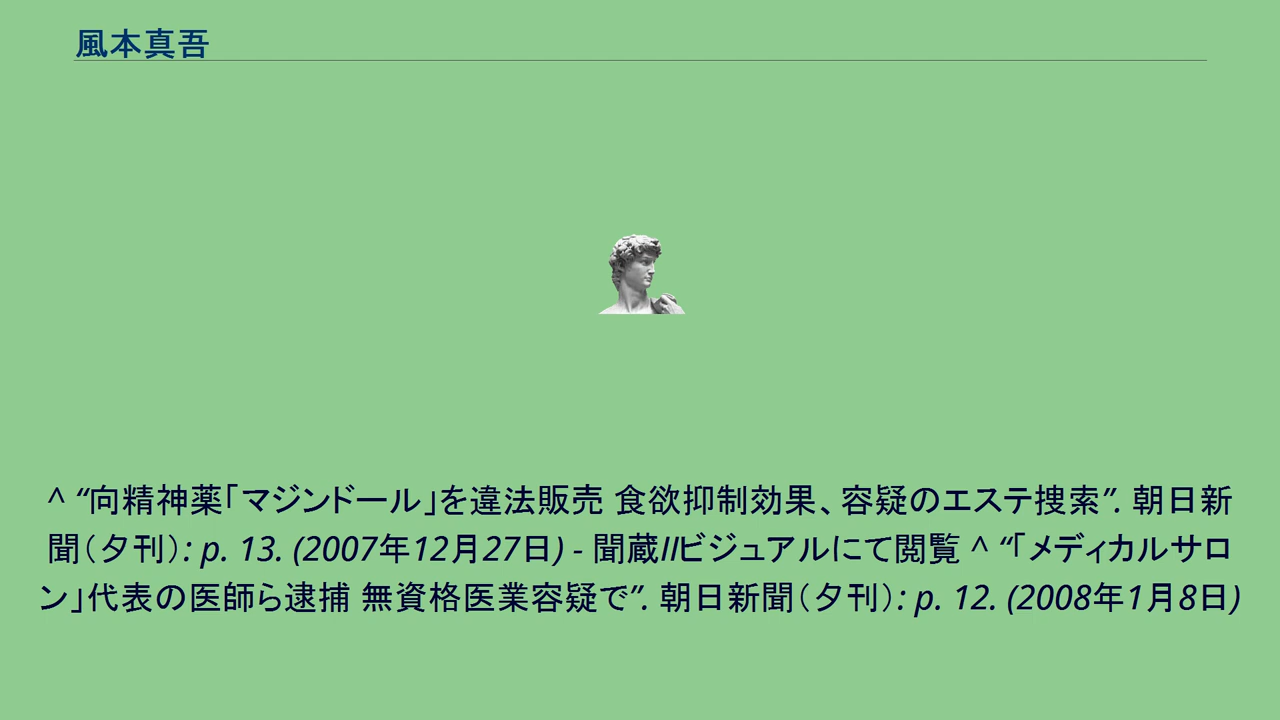 風本真吾
^ “向精神薬「マジンドール」を違法販売 食欲抑制効果、容疑のエステ捜索”. 朝日新
聞（夕刊）: p. 13. (2007年12月27日) - 聞蔵IIビジュアルにて閲覧 ^ “「メディカルサロ
ン」代表の医師ら逮捕 無資格医業容疑で”. 朝日新聞（夕刊）: p. 12. (2008年1月8日)